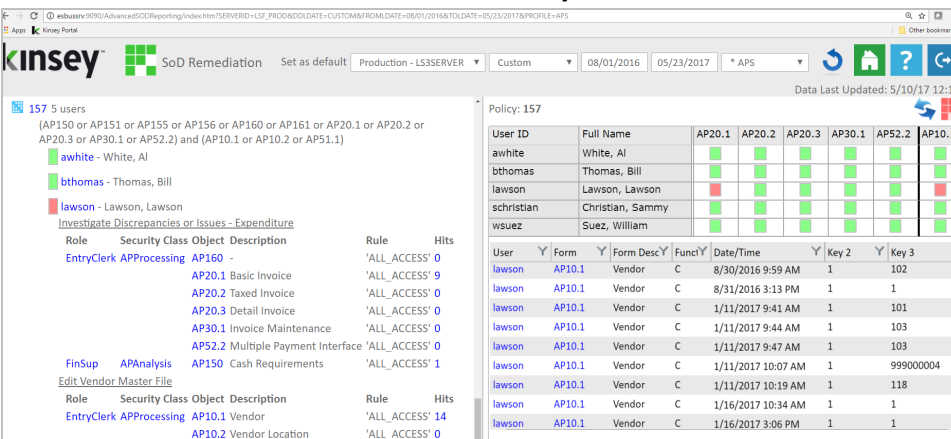 esbussrv:9090/AdvancedSODReporting/index.htm?SERVERID=LSF_PROD&DDLDATE=CUSTOM&FROMLDATE=08/01/2016&TOLDATE=05/23/2017&PROFILE=APS
Apps Kinsey Portal Other bookmar
kinsey SoD Remediation Set as default Production - LS3SERVER Custom 08/01/2016 05/23/2017 * APS ?
Data Last Updated: 5/10/17 12:1
157 5 users
(AP150 or AP151 or AP155 or AP156 or AP160 or AP161 or AP20.1 or AP20.2 or
AP20.3 or AP30.1 or AP52.2) and (AP10.1 or AP10.2 or AP51.1)
awhite - White, Al
bthomas - Thomas, Bill
lawson - Lawson, Lawson
Investigate Discrepancies or Issues - Expenditure
Role Security Class Object Description Rule Hits
EntryClerk APProcessing AP160 - 'ALL_ACCESS' 0
AP20.1 Basic Invoice 'ALL_ACCESS' 9
AP20.2 Taxed Invoice 'ALL_ACCESS' 0
AP20.3 Detail Invoice 'ALL_ACCESS' 0
AP30.1 Invoice Maintenance 'ALL_ACCESS' 0
AP52.2 Multiple Payment Interface 'ALL_ACCESS' 0
FinSup APAnalysis AP150 Cash Requirements 'ALL_ACCESS' 1
Edit Vendor Master File
Role Security Class Object Description Rule Hits
EntryClerk APProcessing AP10.1 Vendor 'ALL_ACCESS' 14
AP10.2 Vendor Location 'ALL_ACCESS' 0
Policy: 157
User ID Full Name AP20.1 AP20.2 AP20.3 AP30.1 AP52.2 AP10.
awhite White, Al
bthomas Thomas, Bill
lawson Lawson, Lawson
schristian Christian, Sammy
wsuez Suez, William
User Form Form Desc Funct Date/Time Key 2 Key 3
lawson AP10.1 Vendor C 8/30/2016 9:59 AM 1 102
lawson AP10.1 Vendor C 8/31/2016 3:13 PM 1 1
lawson AP10.1 Vendor C 1/11/2017 9:41 AM 1 101
lawson AP10.1 Vendor C 1/11/2017 9:44 AM 1 103
lawson AP10.1 Vendor C 1/11/2017 9:47 AM 1 103
lawson AP10.1 Vendor C 1/11/2017 10:07 AM 1 999000004
lawson AP10.1 Vendor C 1/11/2017 10:19 AM 1 118
lawson AP10.1 Vendor C 1/16/2017 10:34 AM 1 1
lawson AP10.1 Vendor C 1/16/2017 3:06 PM 1 1